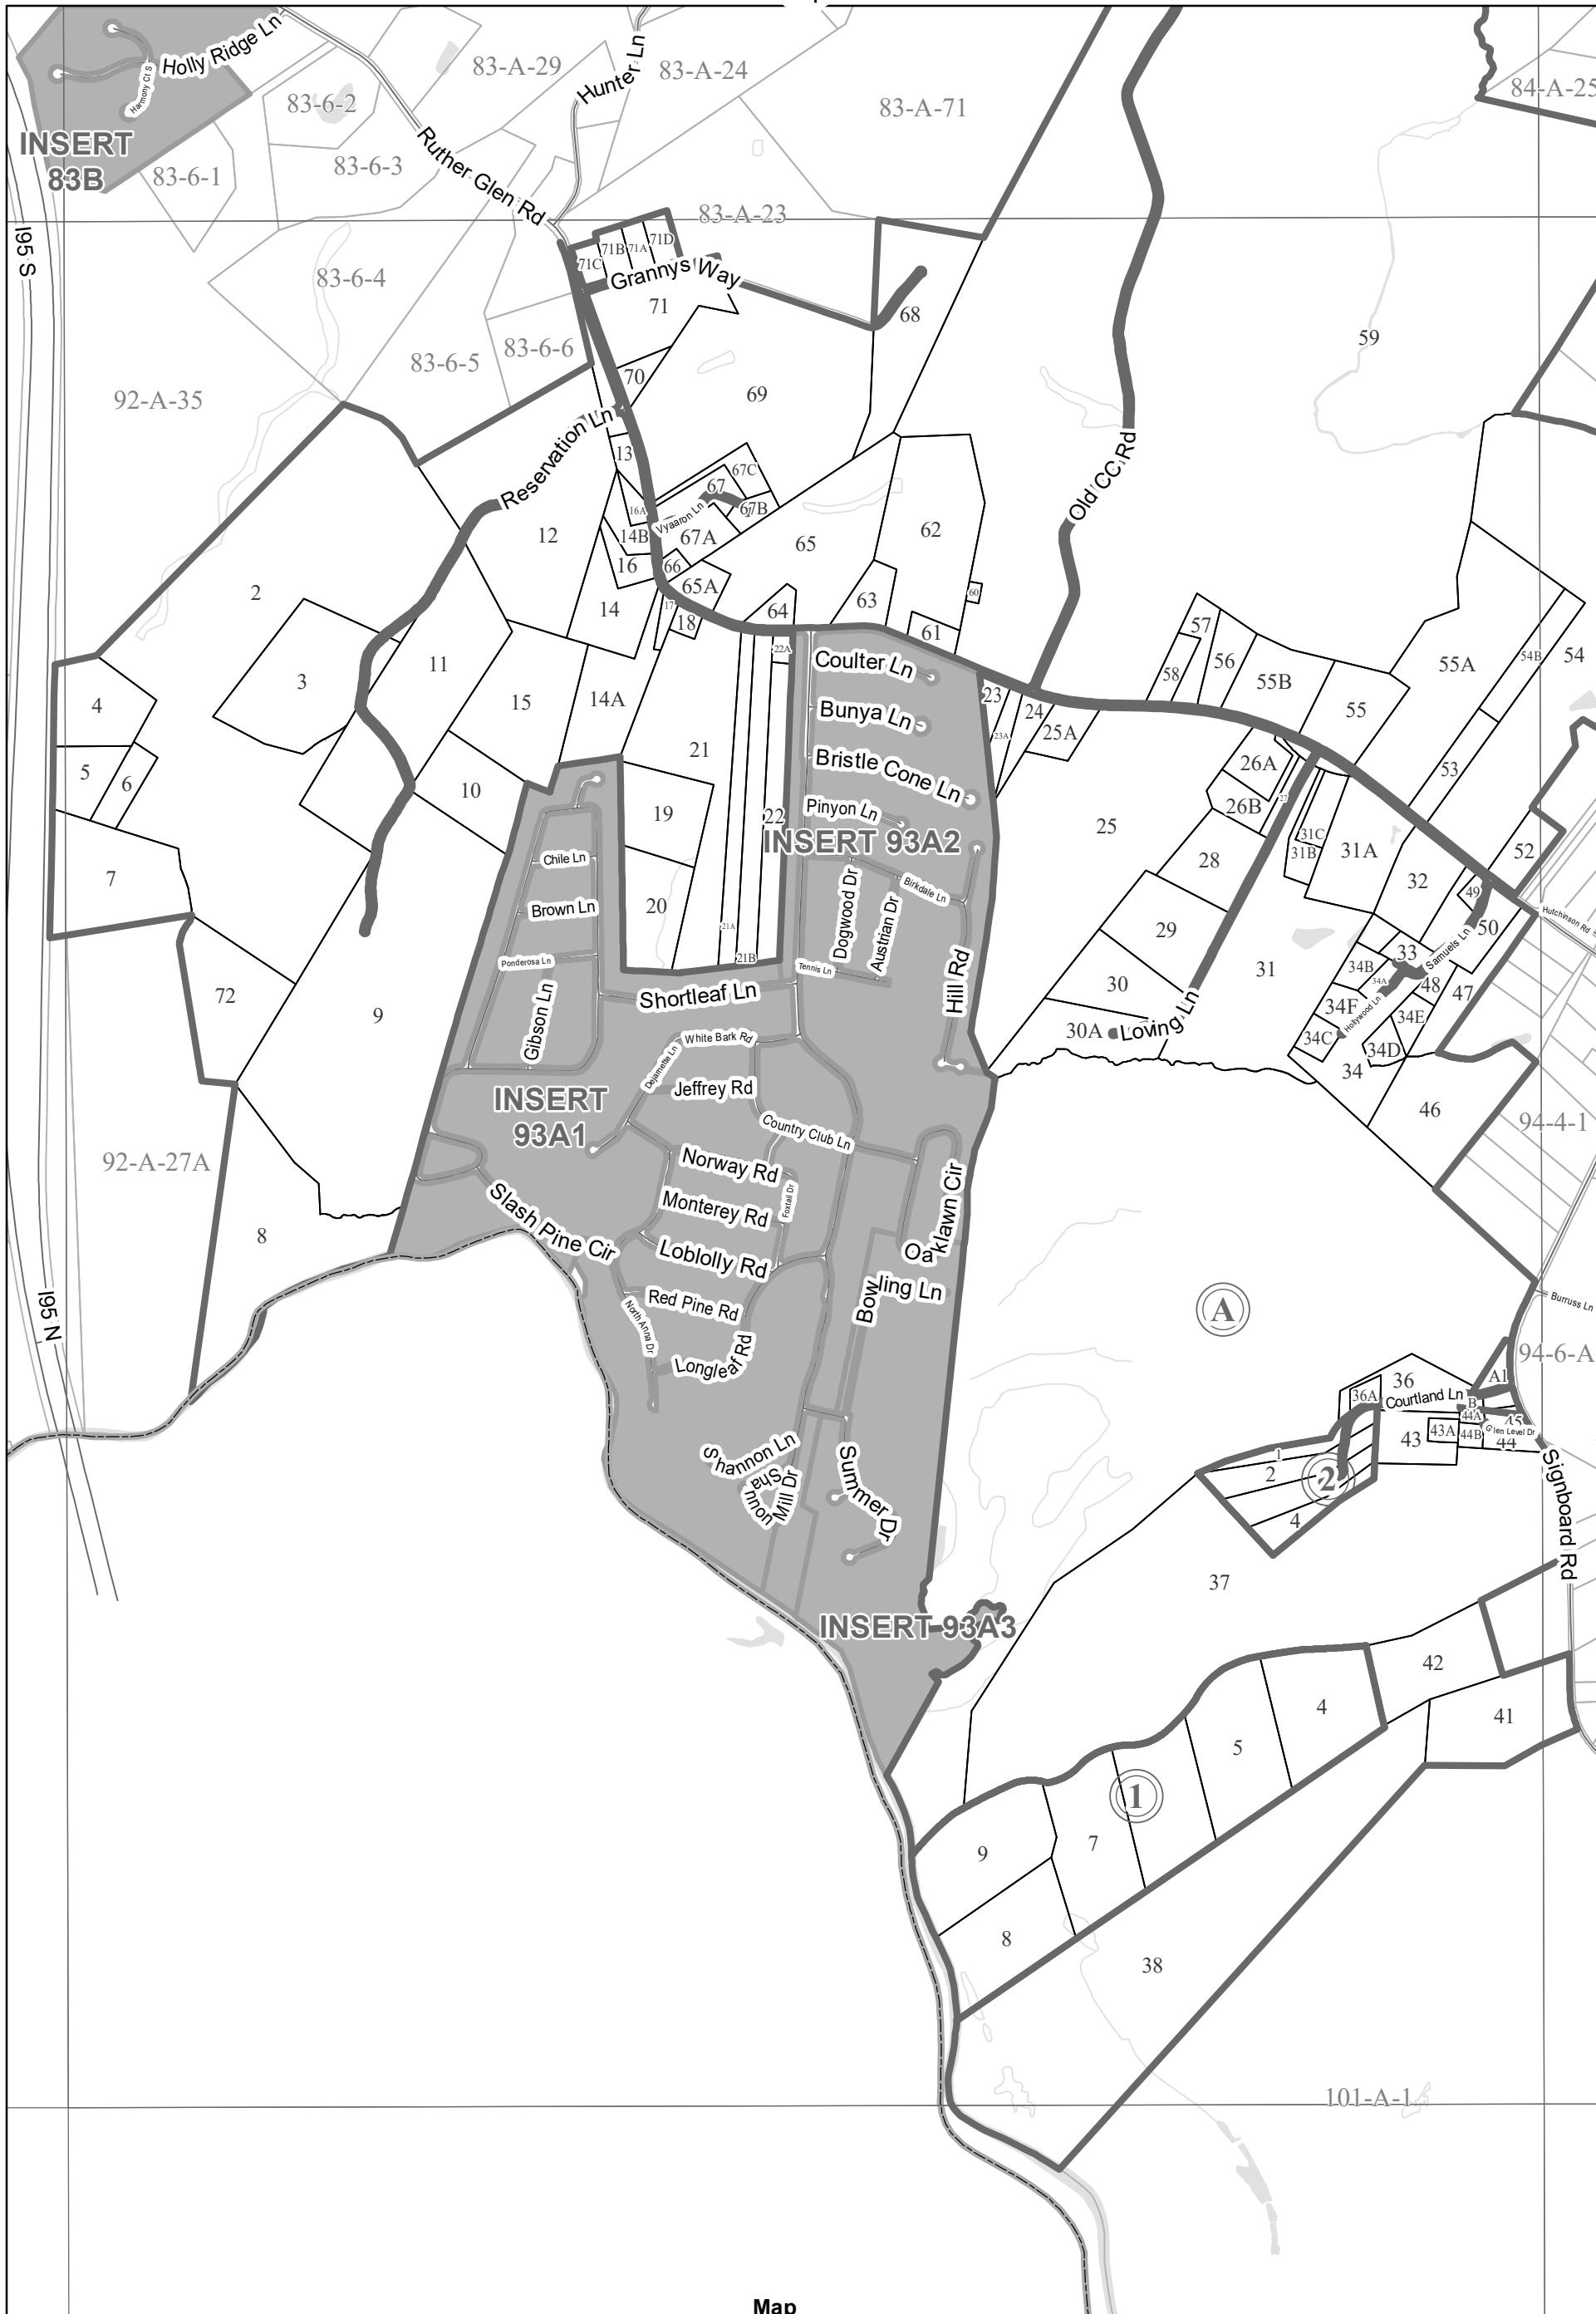 Holly Ridge Ln
Harmony Ct S
INSERT
83B
83-6-2
83-A-29
Hunter Ln
83-A-24
83-A-71
84-A-25
83-6-1
83-6-3
Ruther Glen Rd
83-A-23
I95 S
83-6-4
71C
71B
71A
71D
Grannys Way
71
68
59
83-6-5
83-6-6
92-A-35
70
69
Reservation Ln
13
67C
67
67B
Old CC Rd
16A
Vyaaron Ln
12
14B
67A
65
62
2
16
66
65A
60
14
17
18
64
63
61
57
58
56
55B
55A
54B
54
22A
Coulter Ln
3
11
4
15
14A
23
24
25A
55
Bunya Ln
23A
21
Bristle Cone Ln
26A
53
5
6
10
19
22
Pinyon Ln
26B
27
INSERT 93A2
25
31C
31B
31A
52
Chile Ln
28
32
7
Birkdale Ln
49
20
Brown Ln
Dogwood Dr
Austrian Dr
29
50
Hutchinson Rd
21A
21B
Ponderosa Ln
Tennis Ln
Hill Rd
31
33
Samuels Ln
34B
34A
48
47
72
9
Gibson Ln
Shortleaf Ln
30
34F
Hollywood Ln
34E
30A
Loving Ln
34C
34D
White Bark Rd
Dejarnette Ln
34
INSERT
93A1
Jeffrey Rd
46
94-4-1
Country Club Ln
92-A-27A
Norway Rd
Foxtail Dr
Slash Pine Cir
Monterey Rd
Oaklawn Cir
8
Loblolly Rd
Bowling Ln
I95 N
Red Pine Rd
North Anna Dr
A
Burruss Ln
94-6-A
Longleaf Rd
36
A1
36A
Courtland Ln
B
44A
45
43
43A
44B
Glen Level Dr
44
Shannon Ln
Shannon
Mill Dr
Summer Dr
1
2
2
4
Signboard Rd
37
INSERT 93A3
42
4
41
5
1
7
9
8
38
101-A-1
Map